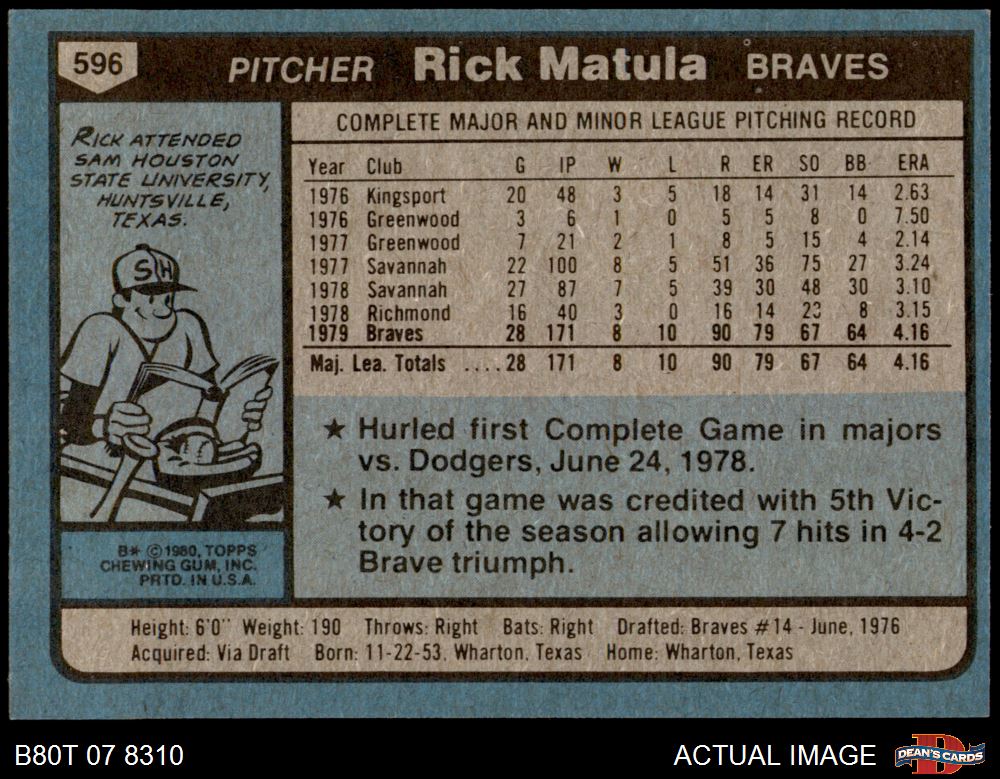 596
PITCHER Rick Matula BRAVES
RICK ATTENDED
SAM HOUSTON
STATE UNIVERSITY,
HUNTSVILLE,
TEXAS.
SH
B* © 1980, TOPPS
CHEWING GUM, INC.
PRTD. IN U.S.A.
COMPLETE MAJOR AND MINOR LEAGUE PITCHING RECORD
Year Club G IP W L R ER SO BB ERA
1976 Kingsport 20 48 3 5 18 14 31 14 2.63
1976 Greenwood 3 6 1 0 5 5 8 0 7.50
1977 Greenwood 7 21 2 1 8 5 15 4 2.14
1977 Savannah 22 100 8 5 51 36 75 27 3.24
1978 Savannah 27 87 7 5 39 30 48 30 3.10
1978 Richmond 16 40 3 0 16 14 23 8 3.15
1979 Braves 28 171 8 10 90 79 67 64 4.16
Maj. Lea. Totals ....28 171 8 10 90 79 67 64 4.16
★ Hurled first Complete Game in majors
vs. Dodgers, June 24, 1978.
★ In that game was credited with 5th Vic-
tory of the season allowing 7 hits in 4-2
Brave triumph.
Height: 6'0" Weight: 190 Throws: Right Bats: Right Drafted: Braves #14 - June, 1976
Acquired: Via Draft Born: 11-22-53, Wharton, Texas Home: Wharton, Texas
B80T 07 8310
ACTUAL IMAGE
DEAN'S CARDS